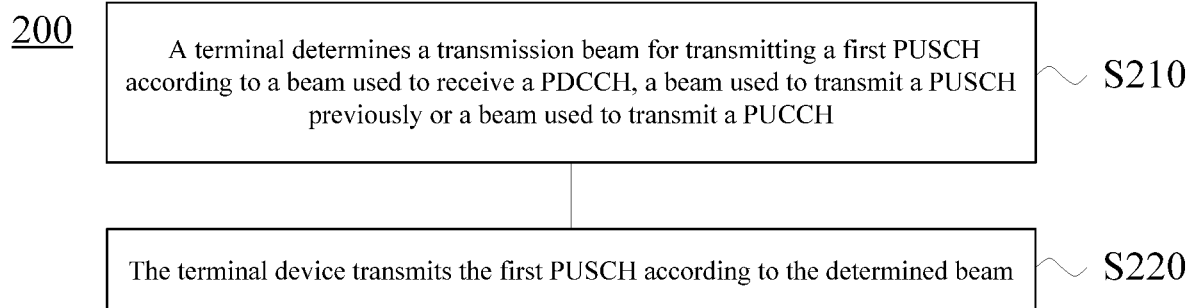 200
A terminal determines a transmission beam for transmitting a first PUSCH
according to a beam used to receive a PDCCH, a beam used to transmit a PUSCH
previously or a beam used to transmit a PUCCH
S210
The terminal device transmits the first PUSCH according to the determined beam
S220